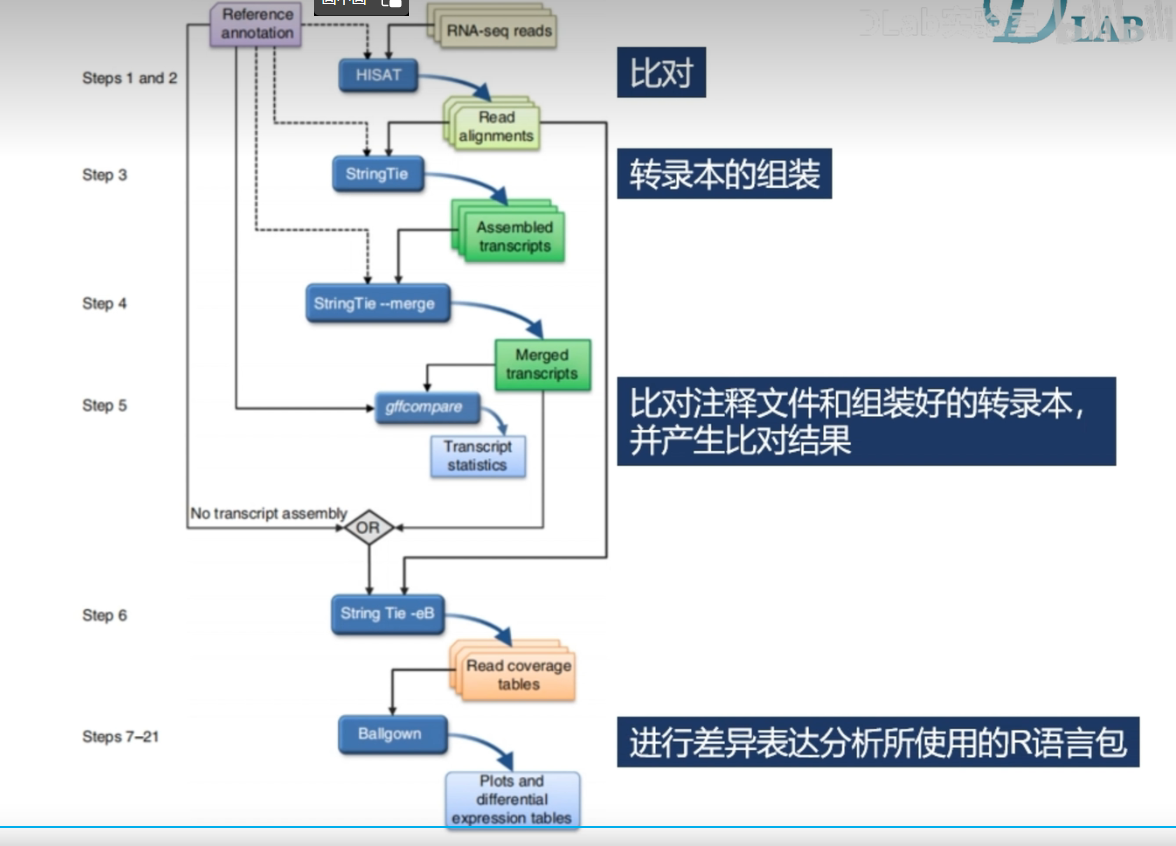 Reference
annotation
RNA-seq reads
Steps 1 and 2
HISAT
比对
Read
alignments
Step 3
StringTie
转录本的组装
Assembled
transcripts
Step 4
StringTie --merge
Merged
transcripts
Step 5
gffcompare
比对注释文件和组装好的转录本，
并产生比对结果
Transcript
statistics
No transcript assembly
OR
Step 6
String Tie -eB
Read coverage
tables
Steps 7–21
Ballgown
进行差异表达分析所使用的R语言包
Plots and
differential
expression tables
DLAB